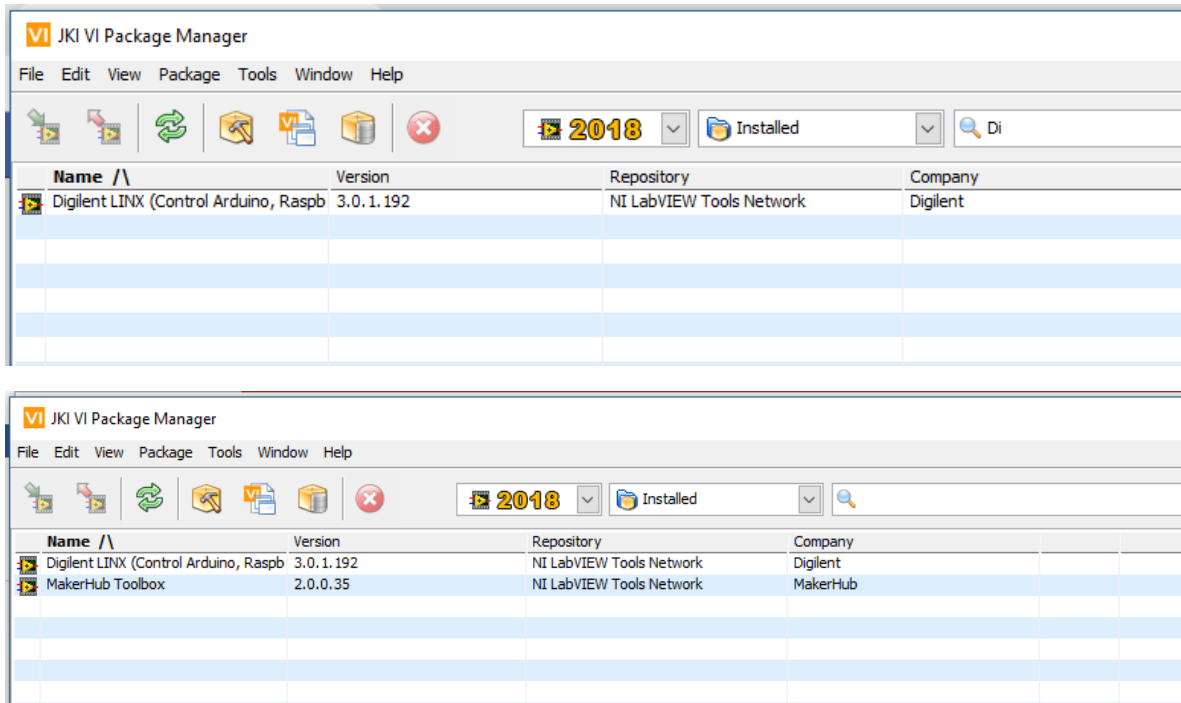 VI JKI VI Package Manager
File Edit View Package Tools Window Help
VI 2018 Installed Di
Name /\ Version Repository Company
Digilent LINX (Control Arduino, Raspb 3.0.1.192 NI LabVIEW Tools Network Digilent
VI JKI VI Package Manager
File Edit View Package Tools Window Help
VI 2018 Installed
Name /\ Version Repository Company
Digilent LINX (Control Arduino, Raspb 3.0.1.192 NI LabVIEW Tools Network Digilent
MakerHub Toolbox 2.0.0.35 NI LabVIEW Tools Network MakerHub